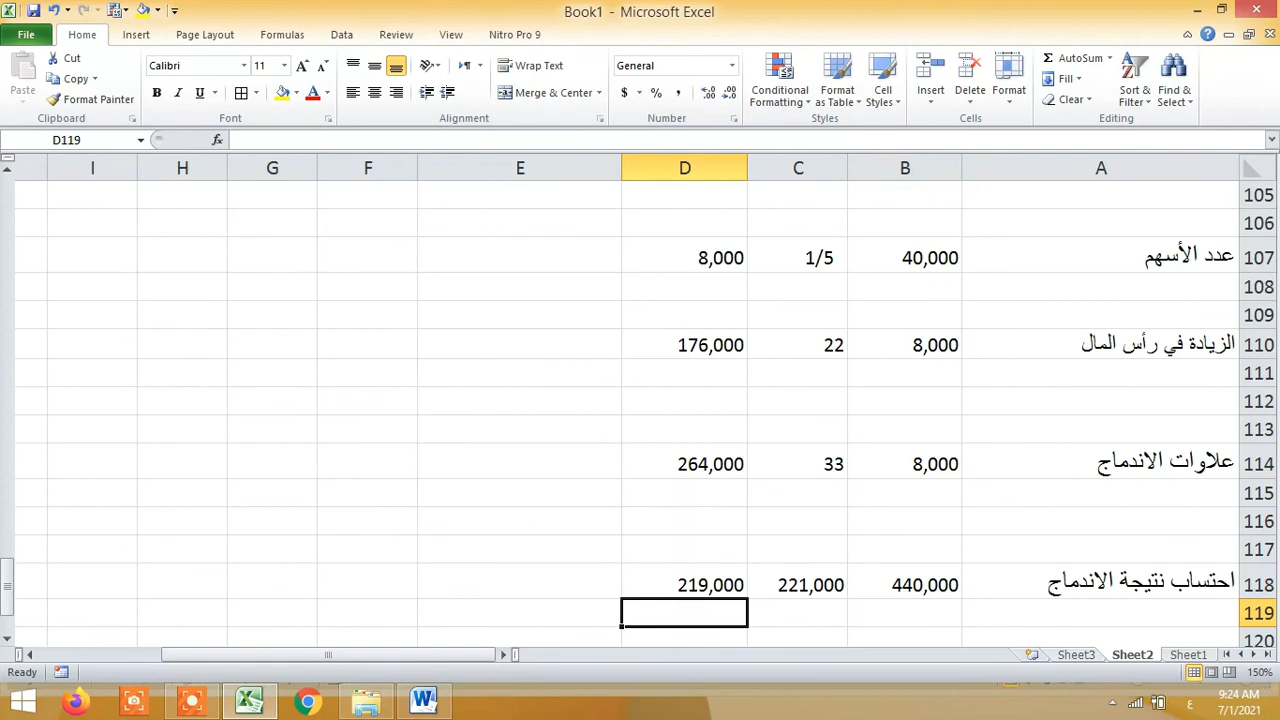 Book1 - Microsoft Excel
File Home Insert Page Layout Formulas Data Review View Nitro Pro 9
Paste Cut Copy Format Painter Clipboard
Calibri 11 B I U Font
Wrap Text Merge & Center Alignment
General $ % , Number
Conditional Formatting Format as Table Cell Styles Styles
Insert Delete Format Cells
AutoSum Fill Clear Sort & Filter Find & Select Editing
D119 fx
I H G F E D C B A
105
106
107 عدد الأسهم 40,000 1/5 8,000
108
109
110 الزيادة في رأس المال 8,000 22 176,000
111
112
113
114 علاوات الاندماج 8,000 33 264,000
115
116
117
118 احتساب نتيجة الاندماج 440,000 221,000 219,000
119
120
Sheet3 Sheet2 Sheet1
Ready 150%
ع 9:24 AM
7/1/2021